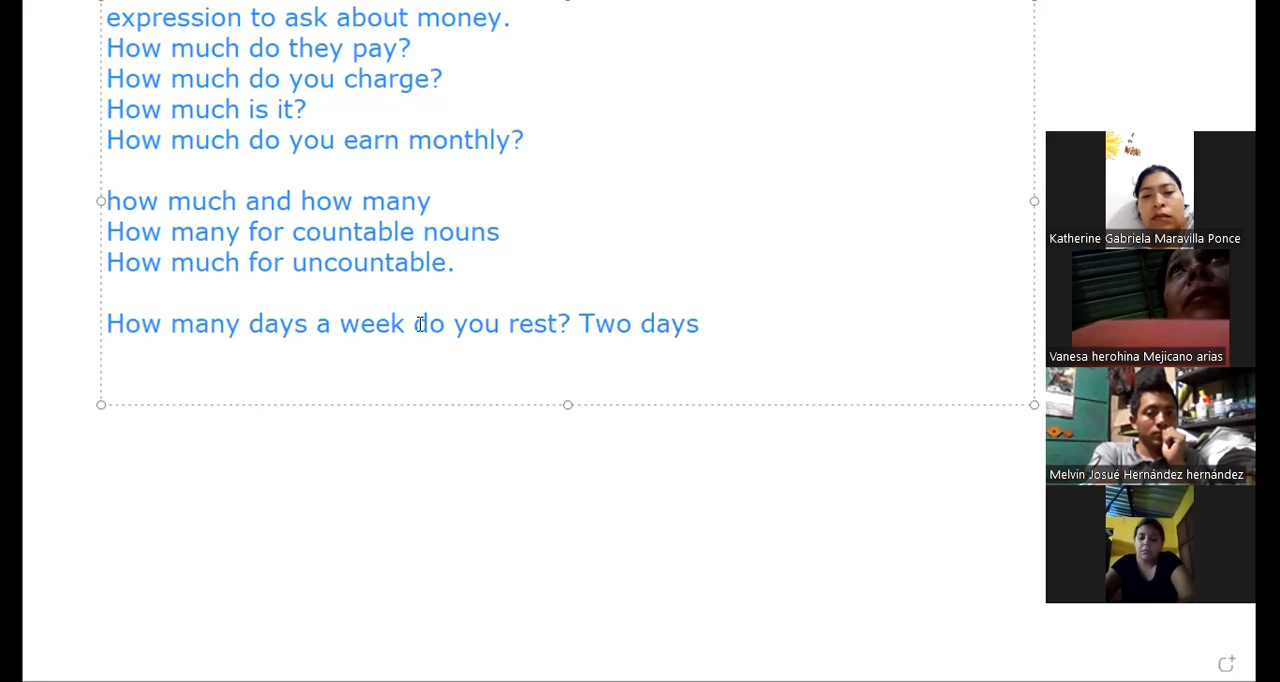 expression to ask about money.
How much do they pay?
How much do you charge?
How much is it?
How much do you earn monthly?
how much and how many
How many for countable nouns
How much for uncountable.
How many days a week do you rest? Two days
Katherine Gabriela Maravilla Ponce
Vanesa herohina Mejicano arias
Melvin Josué Hernández hernández